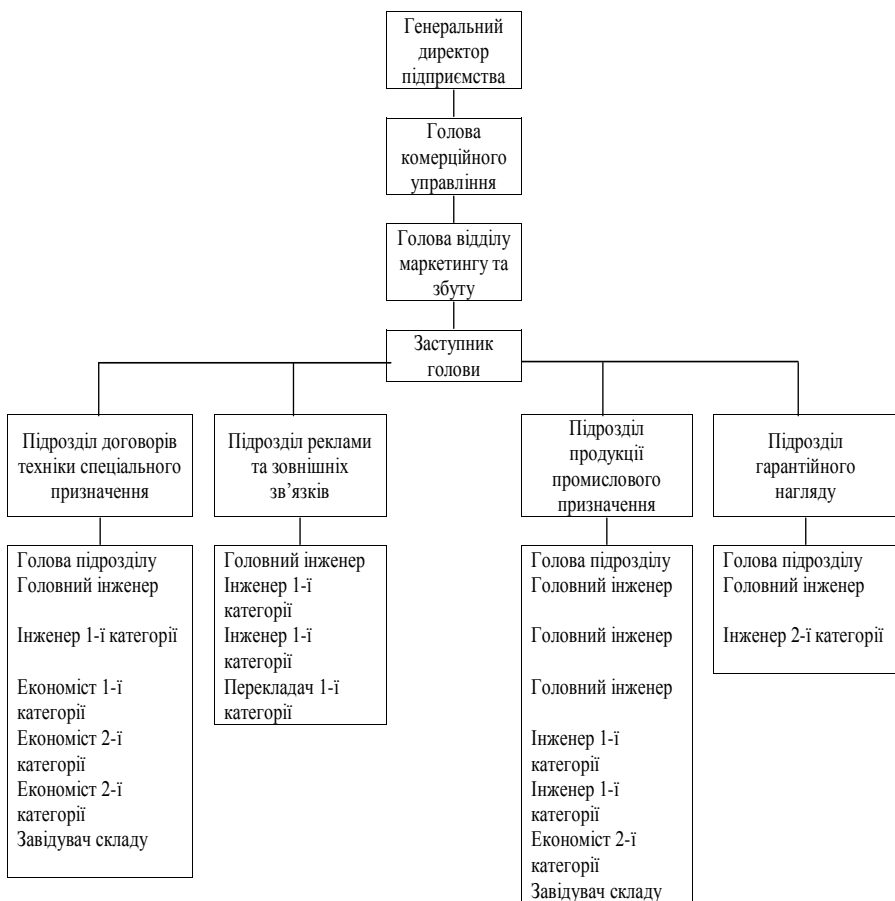 Генеральний
директор
підприємства
Голова
комерційного
управління
Голова відділу
маркетингу та
збуту
Заступник
голови
Підрозділ договорів
техніки спеціального
призначення
Підрозділ реклами
та зовнішніх
зв’язків
Підрозділ
продукції
промислового
призначення
Підрозділ
гарантійного
нагляду
Голова підрозділу
Головний інженер
Інженер 1-ї категорії
Економіст 1-ї
категорії
Економіст 2-ї
категорії
Економіст 2-ї
категорії
Завідувач складу
Головний інженер
Інженер 1-ї
категорії
Інженер 1-ї
категорії
Перекладач 1-ї
категорії
Голова підрозділу
Головний інженер
Головний інженер
Головний інженер
Інженер 1-ї
категорії
Інженер 1-ї
категорії
Економіст 2-ї
категорії
Завідувач складу
Голова підрозділу
Головний інженер
Інженер 2-ї категорії